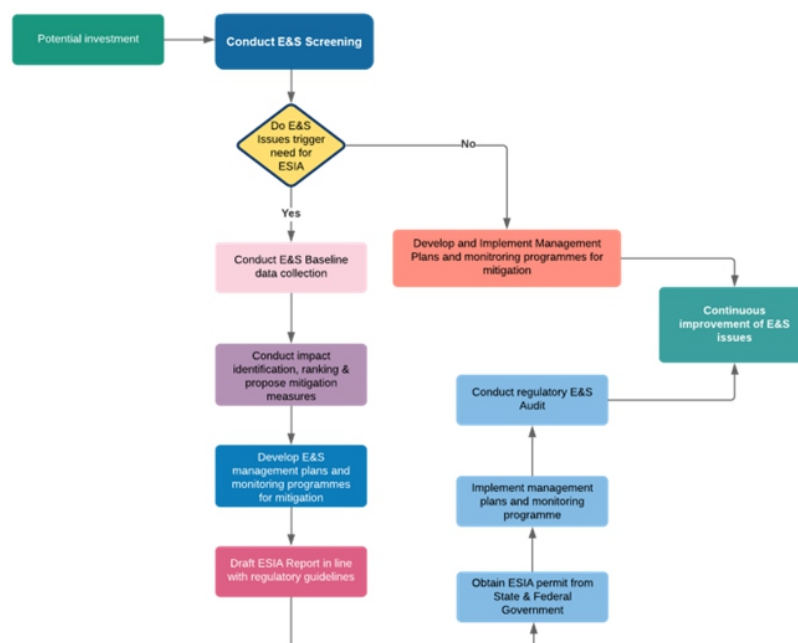 Potential investment
Conduct E&S Screening
Do E&S
Issues trigger
need for
ESIA
No
Yes
Develop and Implement Management
Plans and monitroring programmes for
mitigation
Conduct E&S Baseline
data collection
Continuous
improvement of E&S
issues
Conduct impact
identification, ranking &
propose mitigation
measures
Conduct regulatory E&S
Audit
Develop E&S
management plans and
monitoring programmes
for mitigation
Implement management
plans and monitoring
programme
Draft ESIA Report in line
with regulatory guidelines
Obtain ESIA permit from
State & Federal
Government